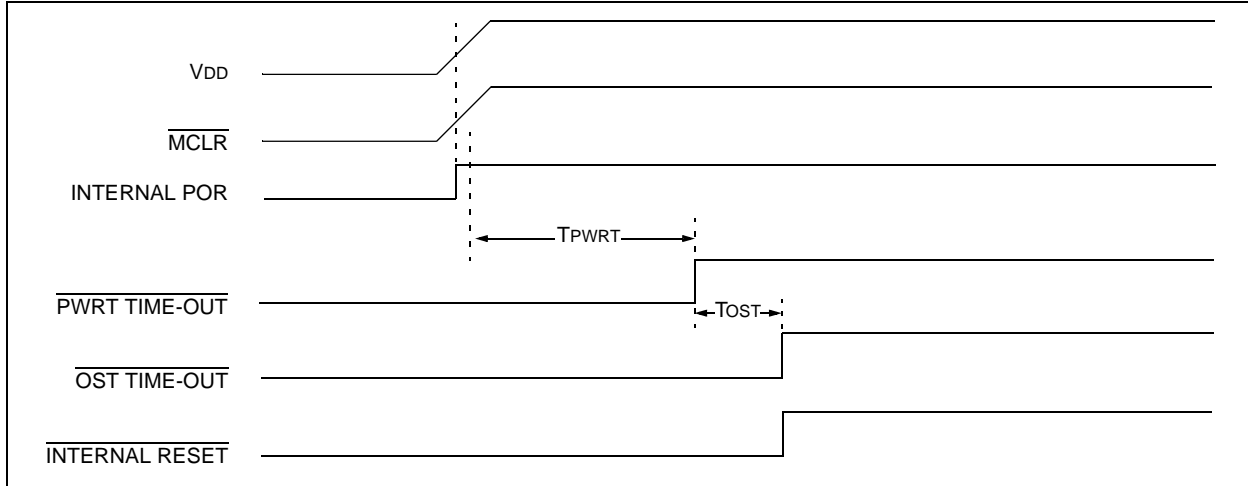 VDD
MCLR
INTERNAL POR
TPWRT
PWRT TIME-OUT
TOST
OST TIME-OUT
INTERNAL RESET